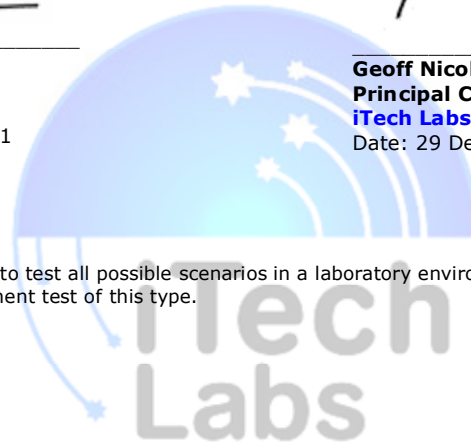 Geoff Nicol
Principal C
iTech Labs
1
Date: 29 De
to test all possible scenarios in a laboratory enviro
nent test of this type.
iTech
Labs